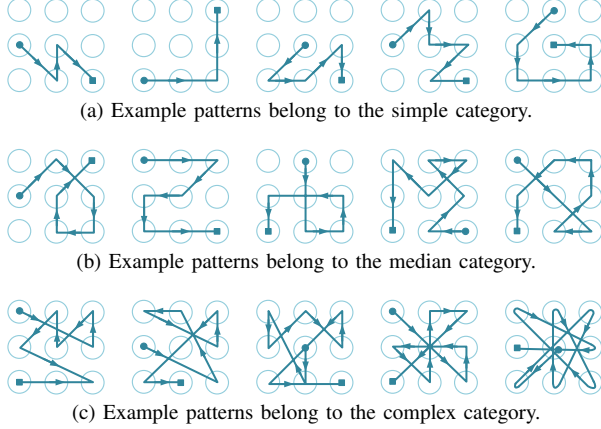 (a) Example patterns belong to the simple category.
(b) Example patterns belong to the median category.
(c) Example patterns belong to the complex category.